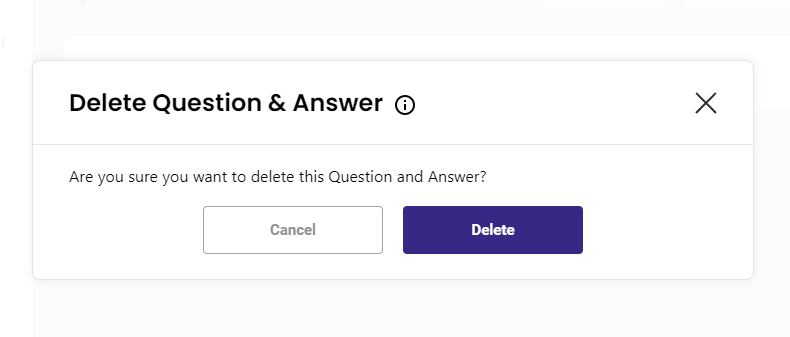 Delete Question & Answer
Are you sure you want to delete this Question and Answer?
Cancel
Delete